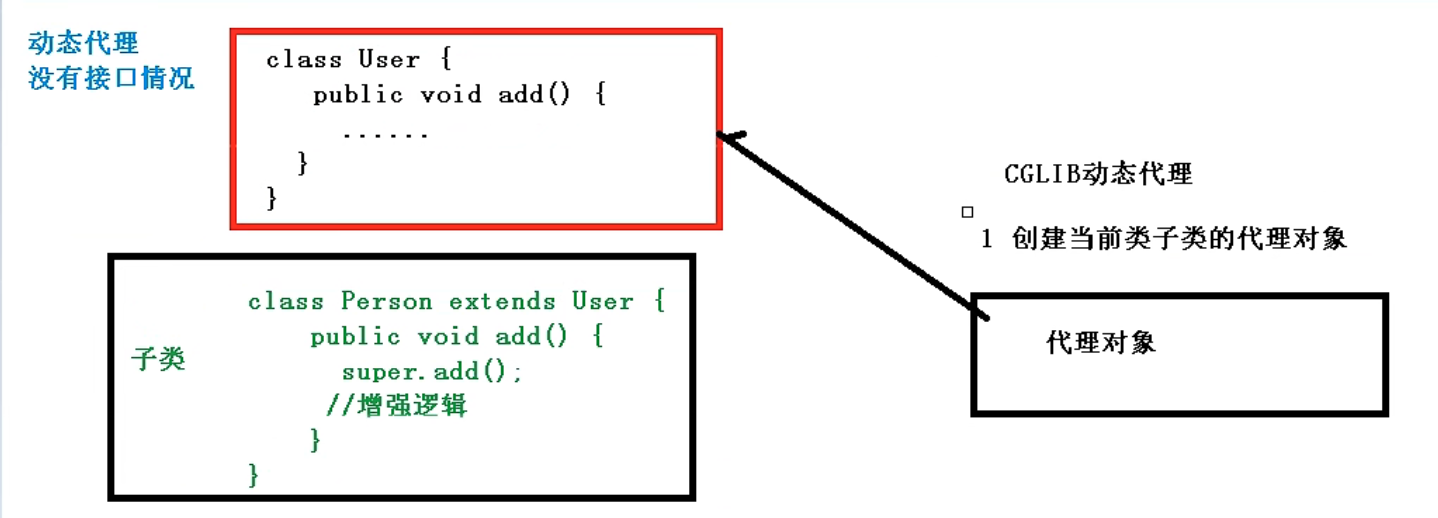 动态代理
没有接口情况
class User {
public void add() {
......
}
}
子类
class Person extends User {
public void add() {
super.add();
//增强逻辑
}
}
CGLIB动态代理
1 创建当前类子类的代理对象
代理对象